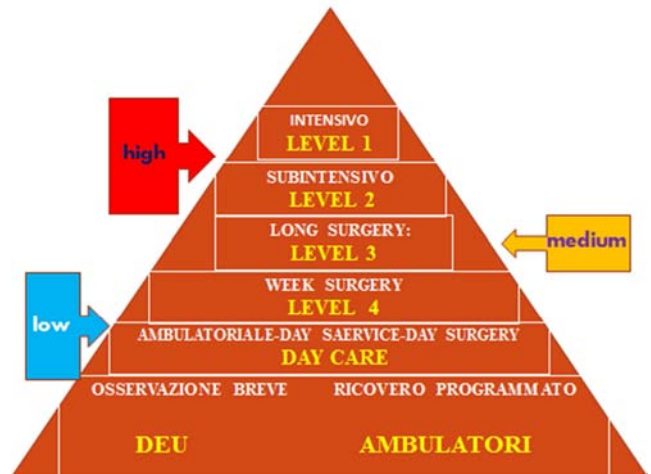 INTENSIVO
LEVEL 1
high
SUBINTENSIVO
LEVEL 2
LONG SURGERY:
LEVEL 3
medium
WEEK SURGERY
LEVEL 4
low
AMBULATORIALE-DAY SAERVICE-DAY SURGERY
DAY CARE
OSSERVAZIONE BREVE RICOVERO PROGRAMMATO
DEU AMBULATORI